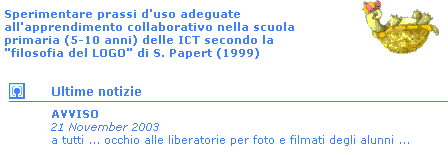 Sperimentare prassi d'uso adeguate
all'apprendimento collaborativo nella scuola
primaria (5-10 anni) delle ICT secondo la
"filosofia del LOGO" di S. Papert (1999)
Ultime notizie
AVVISO
21 November 2003
a tutti ... occhio alle liberatorie per foto e filmati degli alunni ...